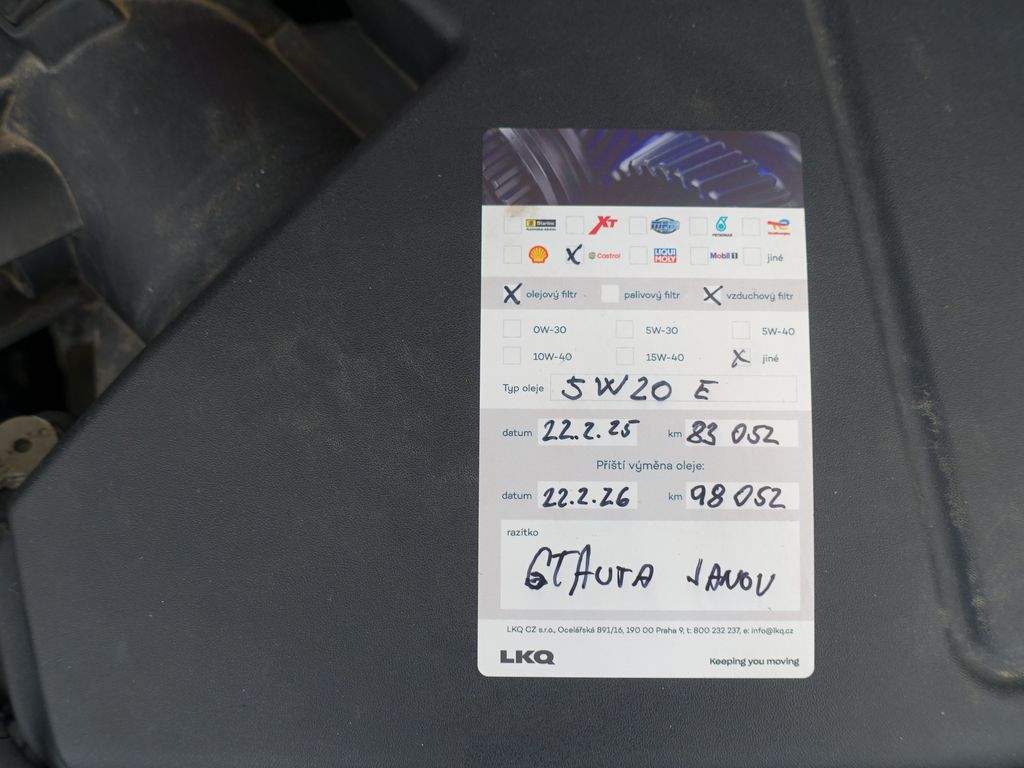 Starline XT PETRONAS
Castrol LIQUI MOLY Mobil 1 jiné
olejový filtr palivový filtr vzduchový filtr
0W-30 5W-30 5W-40
10W-40 15W-40 jiné
Typ oleje 5W20 E
datum 22.2.25 km 83 052
Příští výměna oleje:
datum 22.2.26 km 98 052
razítko
GTAUTA JANOV
LKQ CZ s.r.o., Ocelářská 891/16, 190 00 Praha 9, t: 800 232 237, e: info@lkq.cz
LKQ Keeping you moving